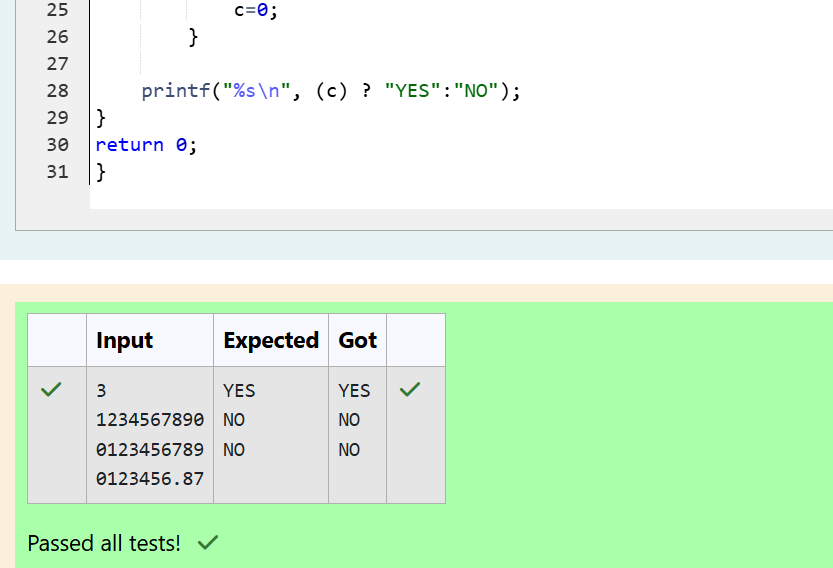 25 c=0;
26 }
27
28 printf("%s\n", (c) ? "YES":"NO");
29 }
30 return 0;
31 }
Input Expected Got
3 YES YES
1234567890 NO NO
0123456789 NO NO
0123456.87
Passed all tests!